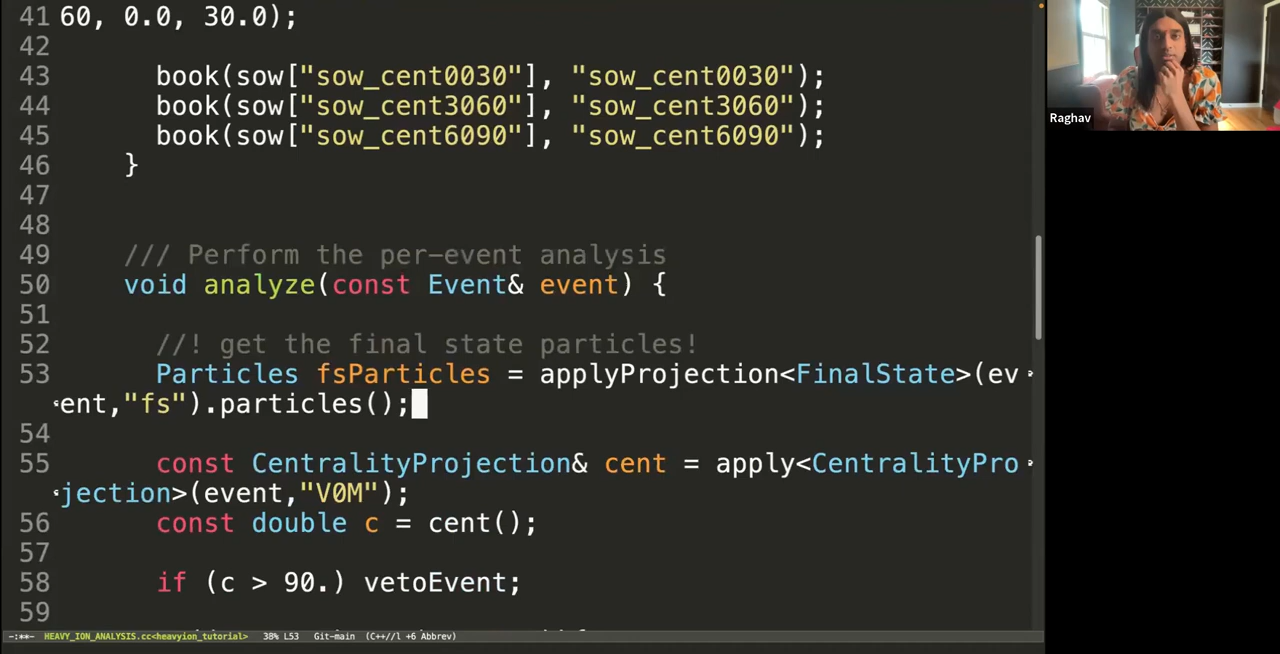 41 60, 0.0, 30.0);
42
43 book(sow["sow_cent0030"], "sow_cent0030");
44 book(sow["sow_cent3060"], "sow_cent3060");
45 book(sow["sow_cent6090"], "sow_cent6090");
46 }
47
48
49 /// Perform the per-event analysis
50 void analyze(const Event& event) {
51
52 //! get the final state particles!
53 Particles fsParticles = applyProjection<FinalState>(ev
ent,"fs").particles();
54
55 const CentralityProjection& cent = apply<CentralityPro
jection>(event,"V0M");
56 const double c = cent();
57
58 if (c > 90.) vetoEvent;
59
-:**- HEAVY_ION_ANALYSIS.cc<heavyion_tutorial> 38% L53 Git-main (C++//l +6 Abbrev)
Raghav